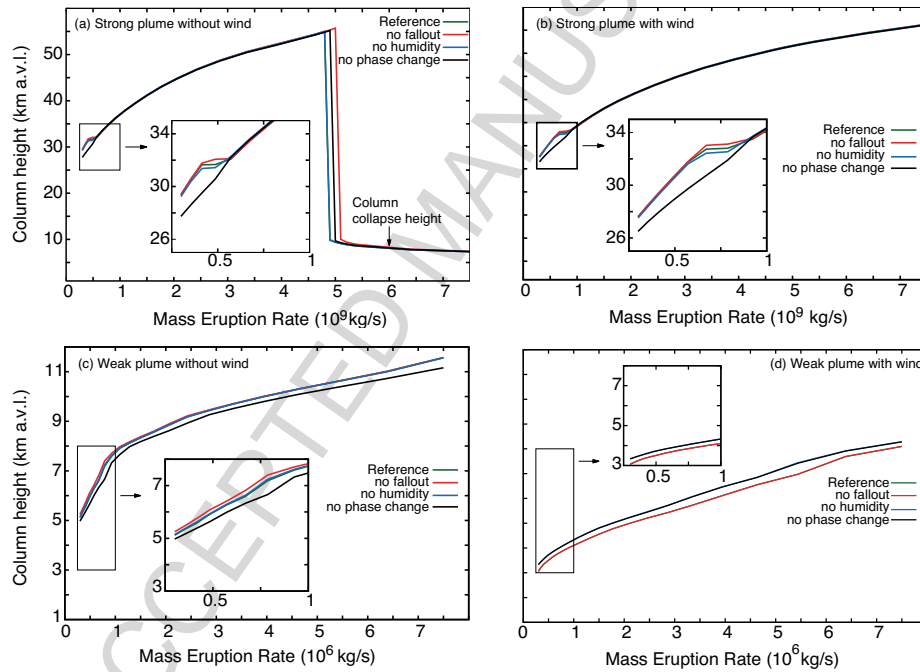 (a) Strong plume without wind
Reference
no fallout
no humidity
no phase change
Column height (km a.v.l.)
50
40
30
20
10
34
32
30
26
0.5
1
Column
collapse height
0 1 2 3 4 5 6 7
Mass Eruption Rate (10⁹ kg/s)
(b) Strong plume with wind
Reference
no fallout
no humidity
no phase change
34
32
30
26
0.5
1
0 1 2 3 4 5 6 7
Mass Eruption Rate (10⁹ kg/s)
(c) Weak plume without wind
Column height (km a.v.l.)
11
9
7
5
3
1
Reference
no fallout
no humidity
no phase change
7
5
3
0.5
1
0 1 2 3 4 5 6 7
Mass Eruption Rate (10⁶ kg/s)
(d) Weak plume with wind
7
5
3
1
0.5
1
Reference
no fallout
no humidity
no phase change
0 1 2 3 4 5 6 7
Mass Eruption Rate (10⁶ kg/s)
CCEPTED MANUS